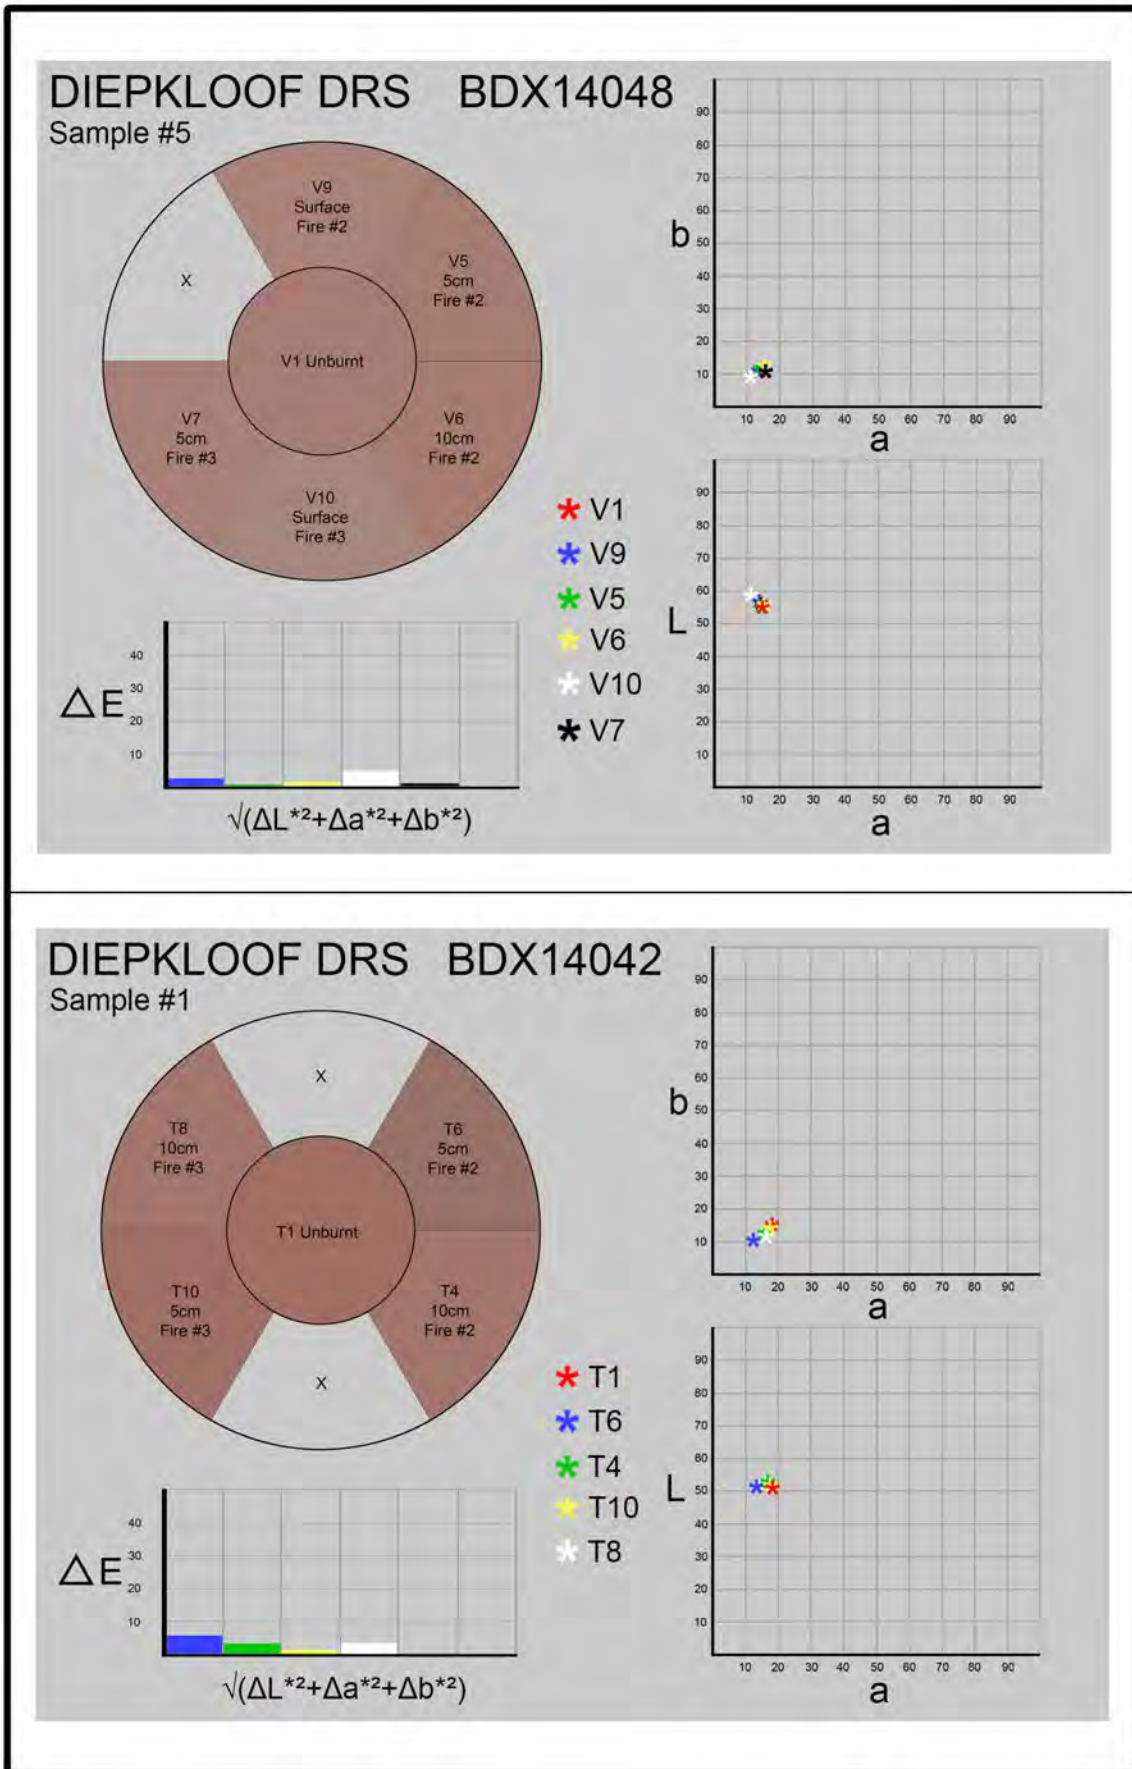 DIEPKLOOF DRS BDX14048
Sample #5
V9
Surface
Fire #2
X
V5
5cm
Fire #2
V1 Unburnt
V7
5cm
Fire #3
V6
10cm
Fire #2
V10
Surface
Fire #3
b
90
80
70
60
50
40
30
20
10
10 20 30 40 50 60 70 80 90
a
V1
V9
V5
V6
V10
V7
L
90
80
70
60
50
40
30
20
10
10 20 30 40 50 60 70 80 90
a
△E
40
30
20
10
√(ΔL*²+Δa*²+Δb*²)
DIEPKLOOF DRS BDX14042
Sample #1
X
T8
10cm
Fire #3
T6
5cm
Fire #2
T1 Unburnt
T10
5cm
Fire #3
T4
10cm
Fire #2
X
b
90
80
70
60
50
40
30
20
10
10 20 30 40 50 60 70 80 90
a
T1
T6
T4
T10
T8
L
90
80
70
60
50
40
30
20
10
10 20 30 40 50 60 70 80 90
a
△E
40
30
20
10
√(ΔL*²+Δa*²+Δb*²)